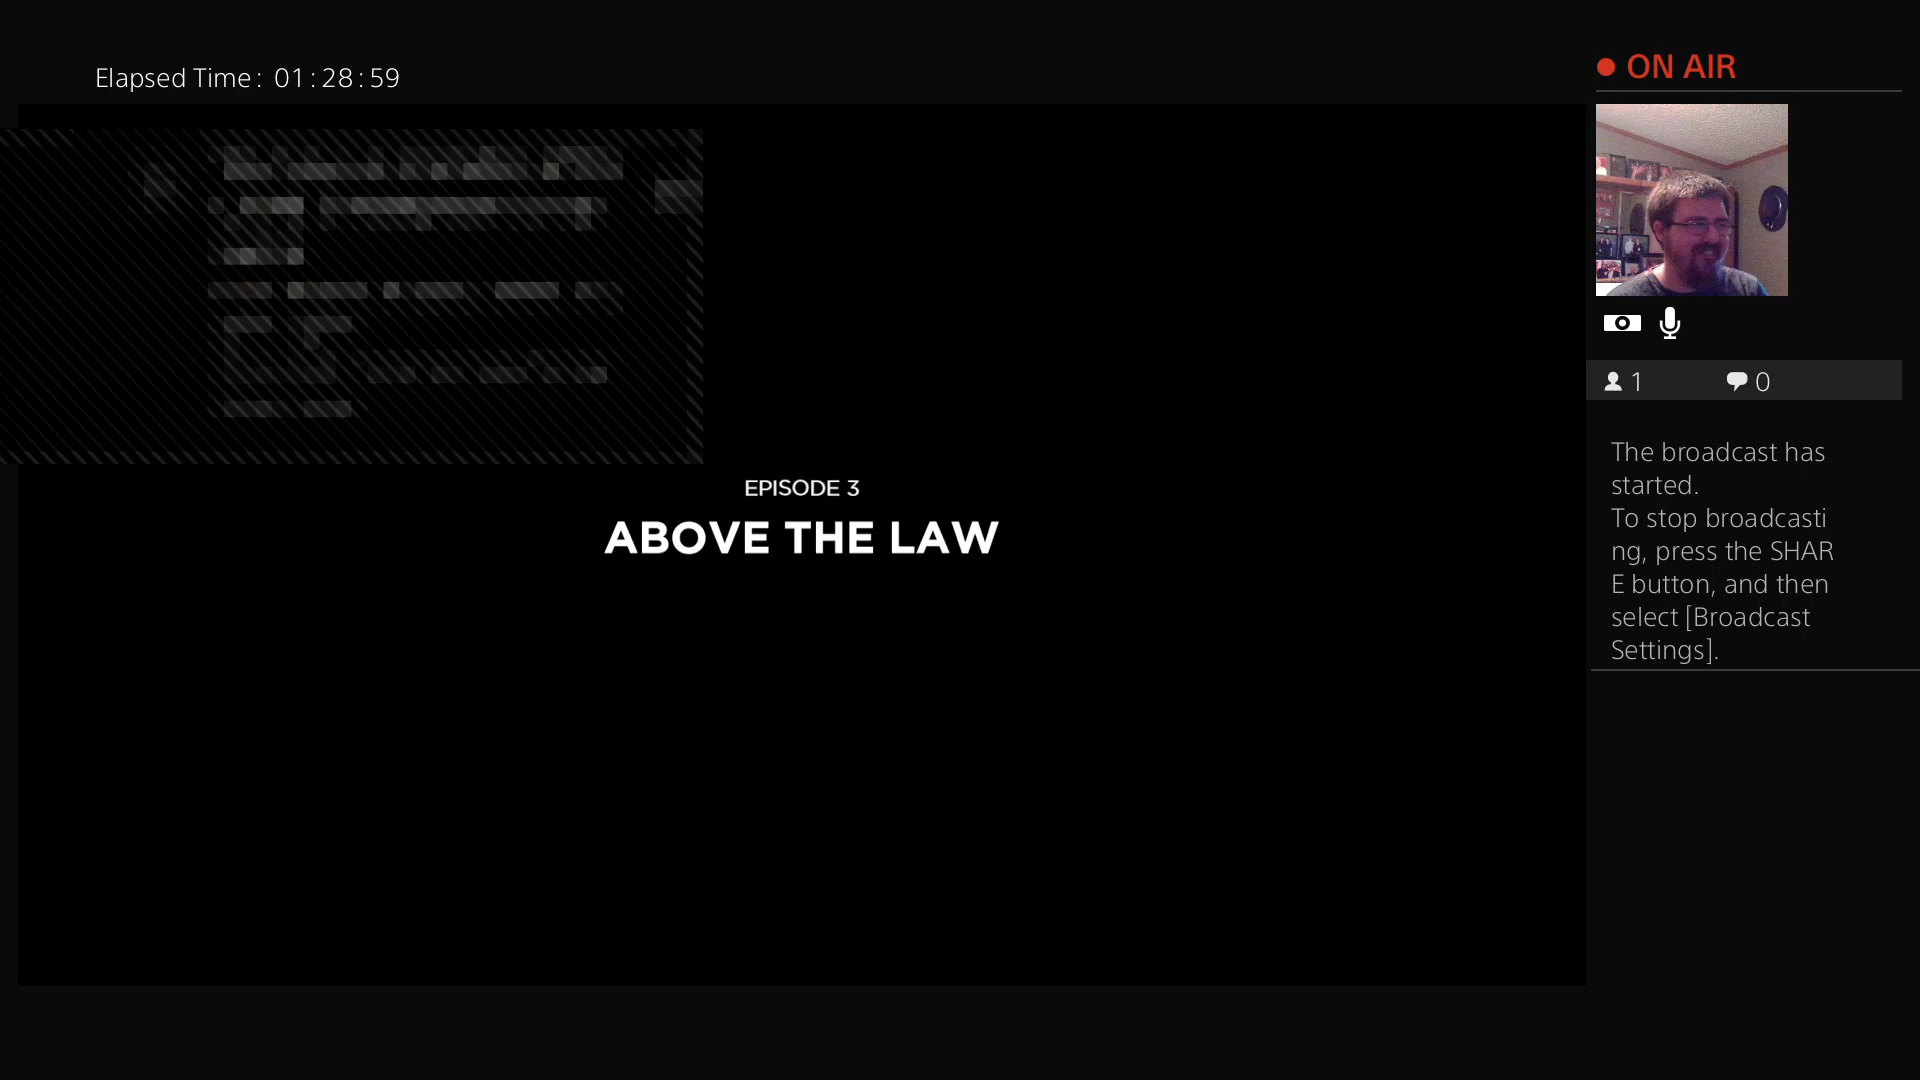 Elapsed Time: 01:28:59
ON AIR
1 0
EPISODE 3
ABOVE THE LAW
The broadcast has
started.
To stop broadcasti
ng, press the SHAR
E button, and then
select [Broadcast
Settings].